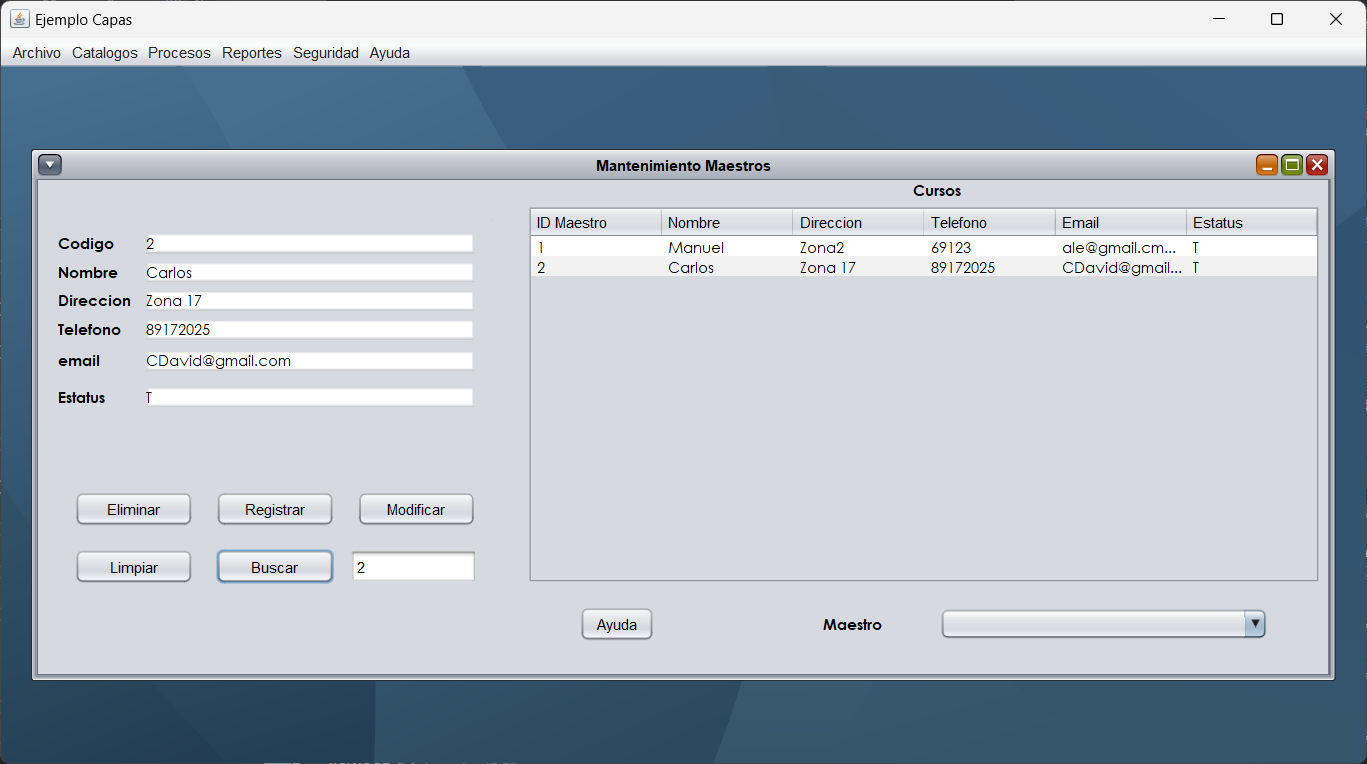 Ejemplo Capas
Archivo Catalogos Procesos Reportes Seguridad Ayuda
Mantenimiento Maestros
Cursos
Codigo 2
Nombre Carlos
Direccion Zona 17
Telefono 89172025
email CDavid@gmail.com
Estatus T
Eliminar Registrar Modificar
Limpiar Buscar 2
ID Maestro Nombre Direccion Telefono Email Estatus
1 Manuel Zona2 69123 ale@gmail.cm... T
2 Carlos Zona 17 89172025 CDavid@gmail... T
Ayuda Maestro